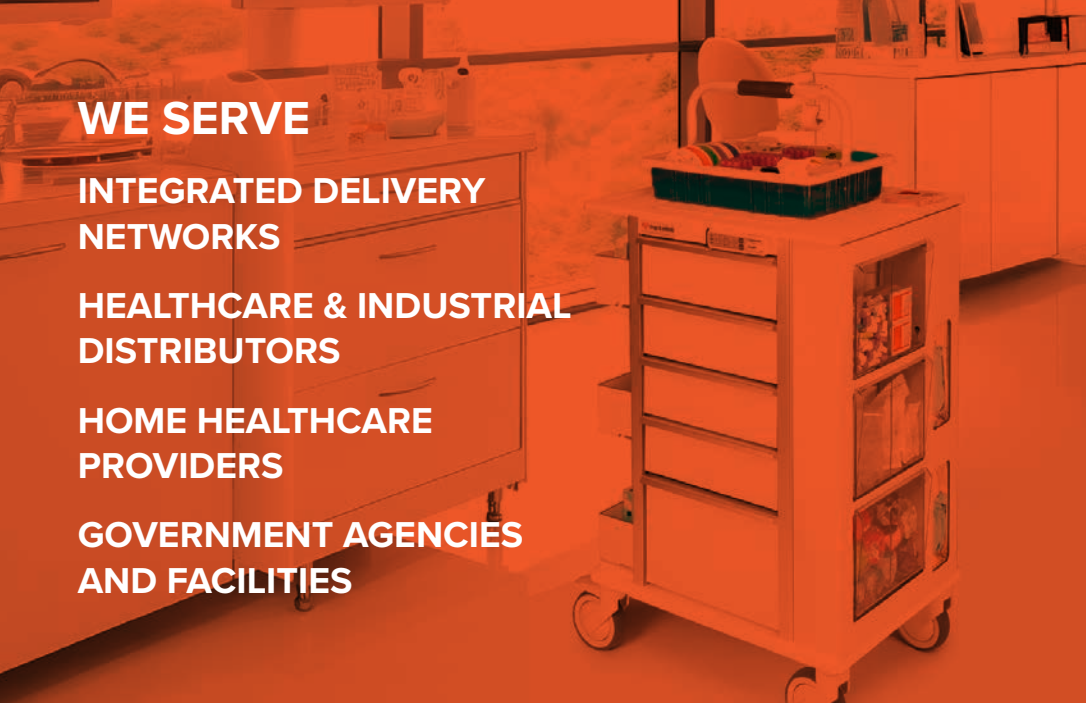 WE SERVE
INTEGRATED DELIVERY
NETWORKS
HEALTHCARE & INDUSTRIAL
DISTRIBUTORS
HOME HEALTHCARE
PROVIDERS
GOVERNMENT AGENCIES
AND FACILITIES